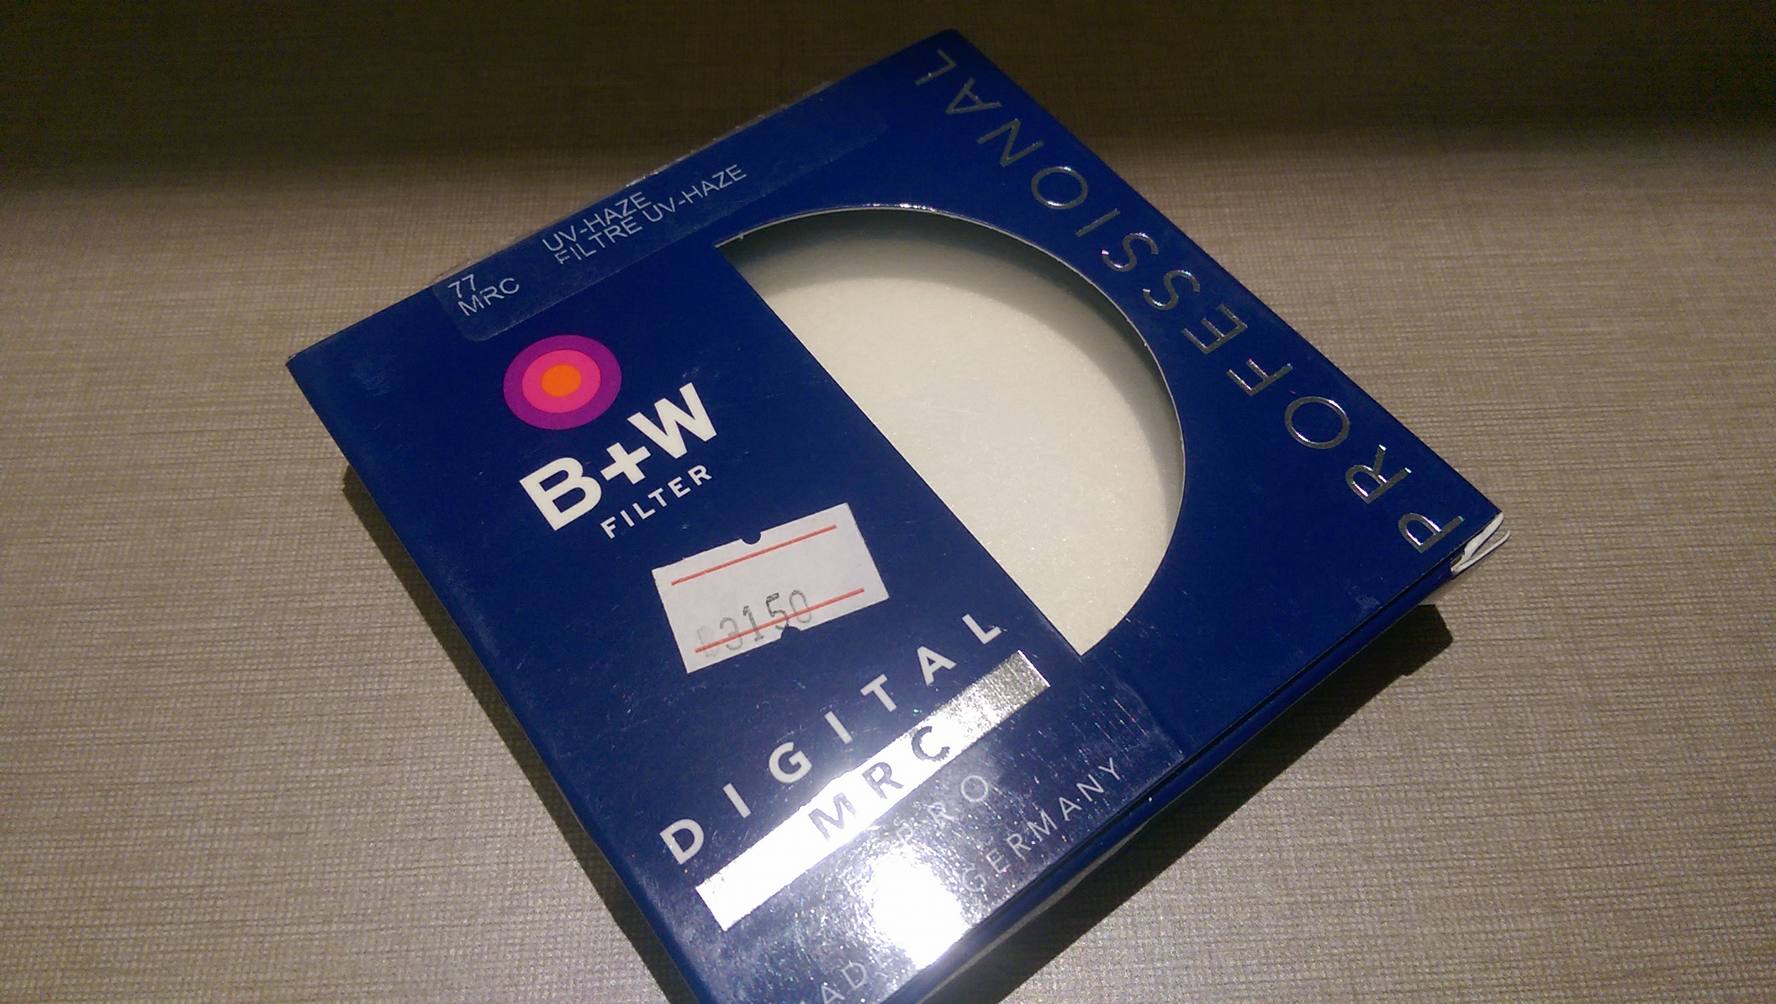 77 UV-HAZE
MRC FILTRE UV-HAZE
B+W
FILTER
3150
DIGITAL
MRC
F-PRO
GERMANY
PROFESSIONAL